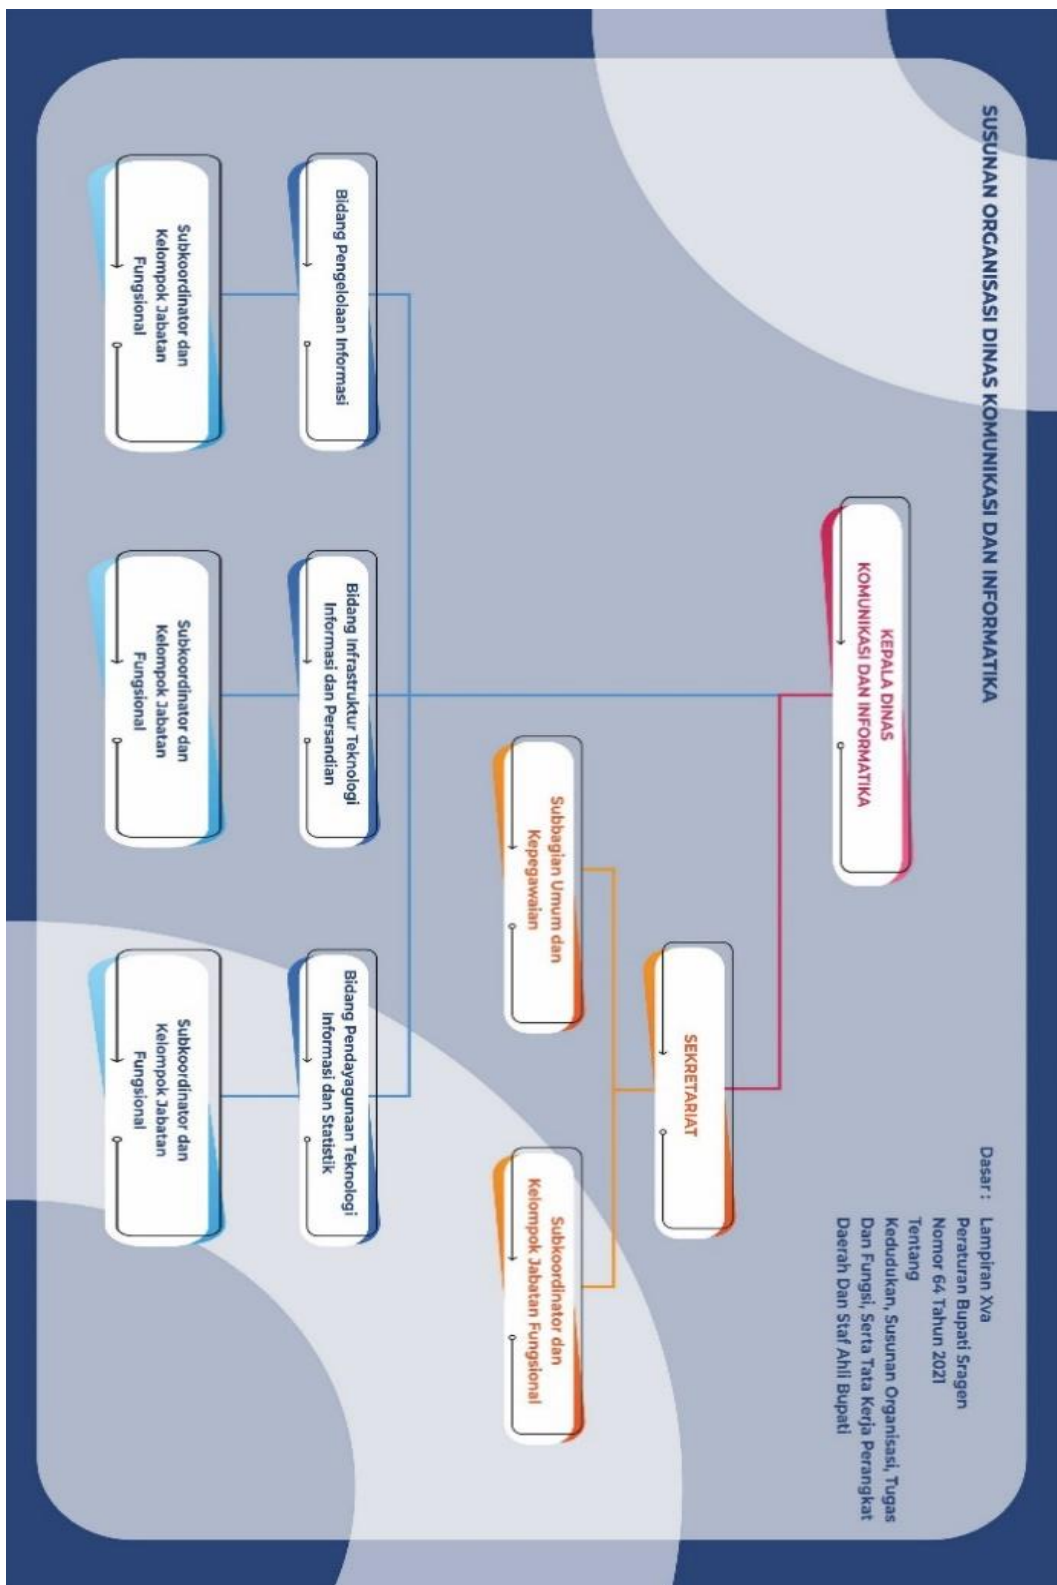 SUSUNAN ORGANISASI DINAS KOMUNIKASI DAN INFORMATIKA
Dasar : Lampiran Xva
Peraturan Bupati Sragen
Nomor 64 Tahun 2021
Tentang
Kedudukan, Susunan Organisasi, Tugas
Dan Fungsi, Serta Tata Kerja Perangkat
Daerah Dan Staf Ahli Bupati
KEPALA DINAS
KOMUNIKASI DAN INFORMATIKA
SEKRETARIAT
Subbagian Umum dan
Kepegawaian
Subkoordinator dan
Kelompok Jabatan Fungsional
Bidang Pengelolaan Informasi
Bidang Infrastruktur Teknologi
Informasi dan Persandian
Bidang Pendayagunaan Teknologi
Informasi dan Statistik
Subkoordinator dan
Kelompok Jabatan
Fungsional
Subkoordinator dan
Kelompok Jabatan
Fungsional
Subkoordinator dan
Kelompok Jabatan
Fungsional